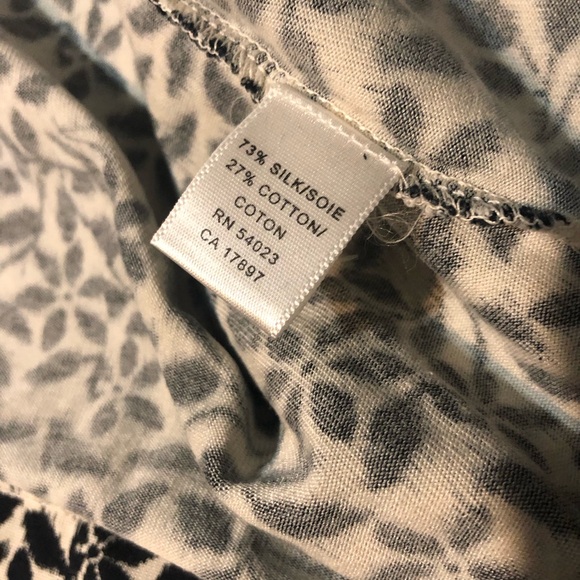 73% SILK/SOIE
27% COTTON/
COTON
RN 54023
CA 17897